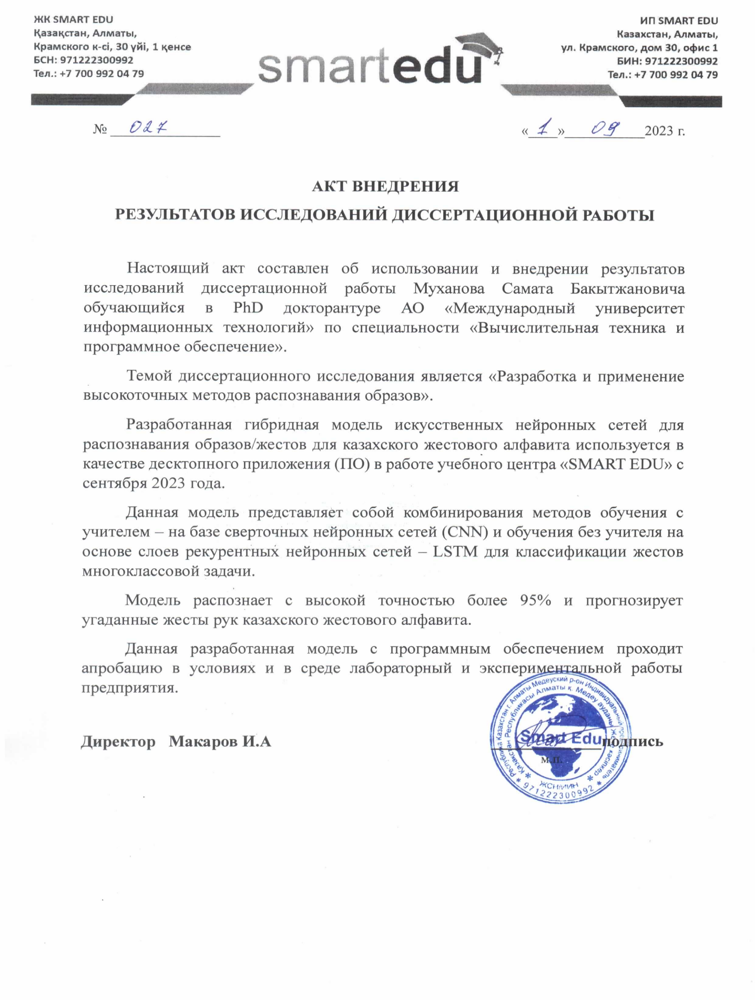 ЖК SMART EDU
Қазақстан, Алматы,
Крамского к-сі, 30 үйі, 1 қенсе
БСН: 971222300992
Тел.: +7 700 992 04 79
smartedu
ИП SMART EDU
Казахстан, Алматы,
ул. Крамского, дом 30, офис 1
БИН: 971222300992
Тел.: +7 700 992 04 79
№ 027
«1» 09 2023 г.
АКТ ВНЕДРЕНИЯ
РЕЗУЛЬТАТОВ ИССЛЕДОВАНИЙ ДИССЕРТАЦИОННОЙ РАБОТЫ
Настоящий акт составлен об использовании и внедрении результатов
исследований диссертационной работы Муханова Самата Бакытжановича
обучающийся в PhD докторантуре АО «Международный университет
информационных технологий» по специальности «Вычислительная техника и
программное обеспечение».
Темой диссертационного исследования является «Разработка и применение
высокоточных методов распознавания образов».
Разработанная гибридная модель искусственных нейронных сетей для
распознавания образов/жестов для казахского жестового алфавита используется в
качестве десктопного приложения (ПО) в работе учебного центра «SMART EDU» с
сентября 2023 года.
Данная модель представляет собой комбинирования методов обучения с
учителем – на базе сверточных нейронных сетей (CNN) и обучения без учителя на
основе слоев рекурентных нейронных сетей – LSTM для классификации жестов
многоклассовой задачи.
Модель распознает с высокой точностью более 95% и прогнозирует
угаданные жесты рук казахского жестового алфавита.
Данная разработанная модель с программным обеспечением проходит
апробацию в условиях и в среде лабораторный и экспериментальной работы
предприятия.
Директор Макаров И.А
подпись
м.п.
Республика Казахстан г. Алматы Медеуский р-он Индивидуальный предприниматель
Қазақстан Республикасы Алматы қ. Медеу ауданы Жеке кәсіпкер
Smart Edu
ЖСН/ИИН
971222300992